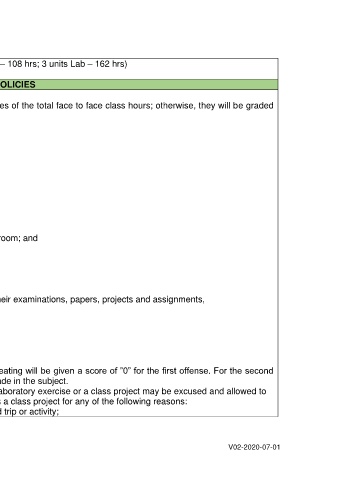 – 108 hrs; 3 units Lab – 162 hrs)
OLICIES
es of the total face to face class hours; otherwise, they will be graded
room; and
heir examinations, papers, projects and assignments,
eating will be given a score of "0" for the first offense. For the second
ade in the subject.
aboratory exercise or a class project may be excused and allowed to
s a class project for any of the following reasons:
d trip or activity;
V02-2020-07-01